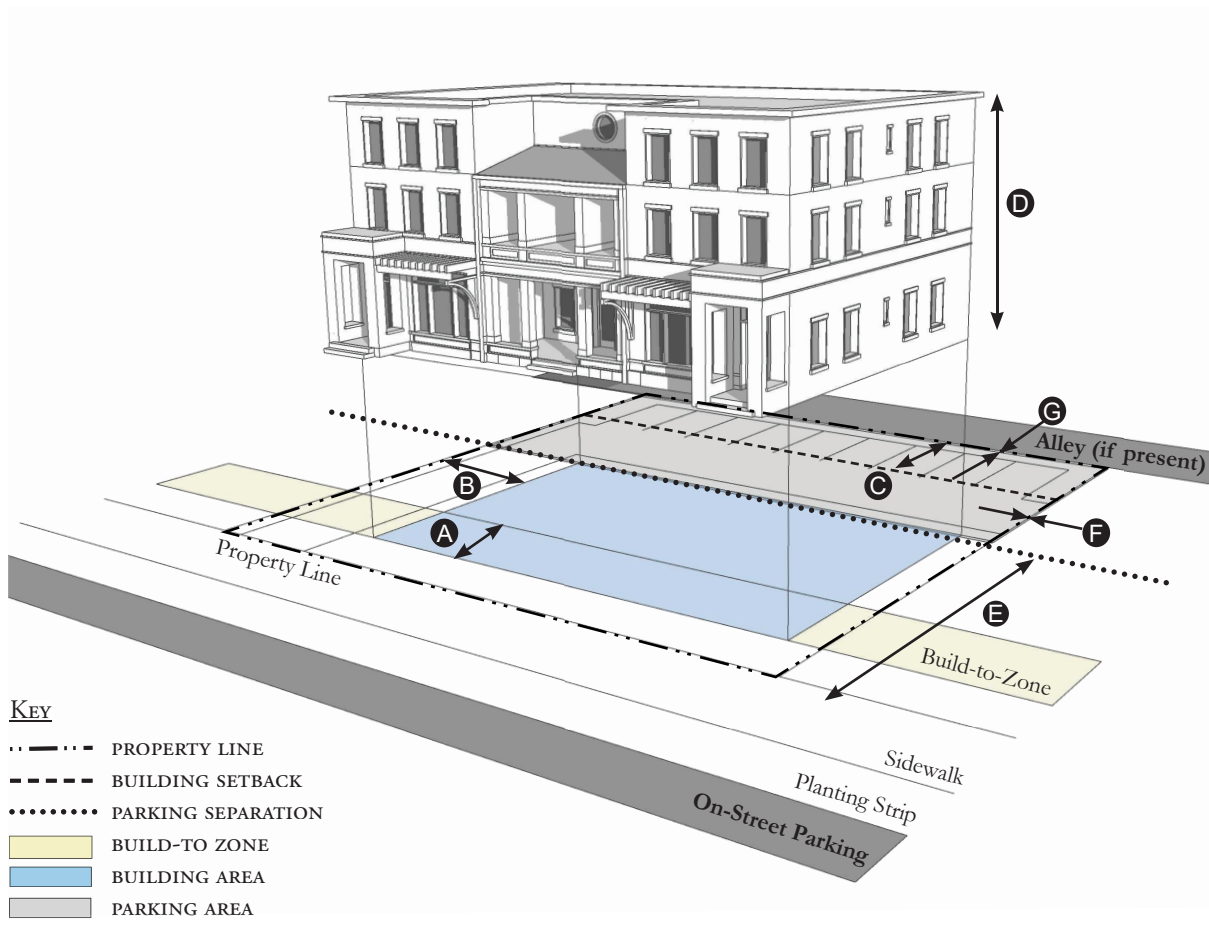 D
G
Alley (if present)
C
B
F
A
Property Line
E
Build-to-Zone
Sidewalk
Planting Strip
On-Street Parking
KEY
PROPERTY LINE
BUILDING SETBACK
PARKING SEPARATION
BUILD-TO ZONE
BUILDING AREA
PARKING AREA